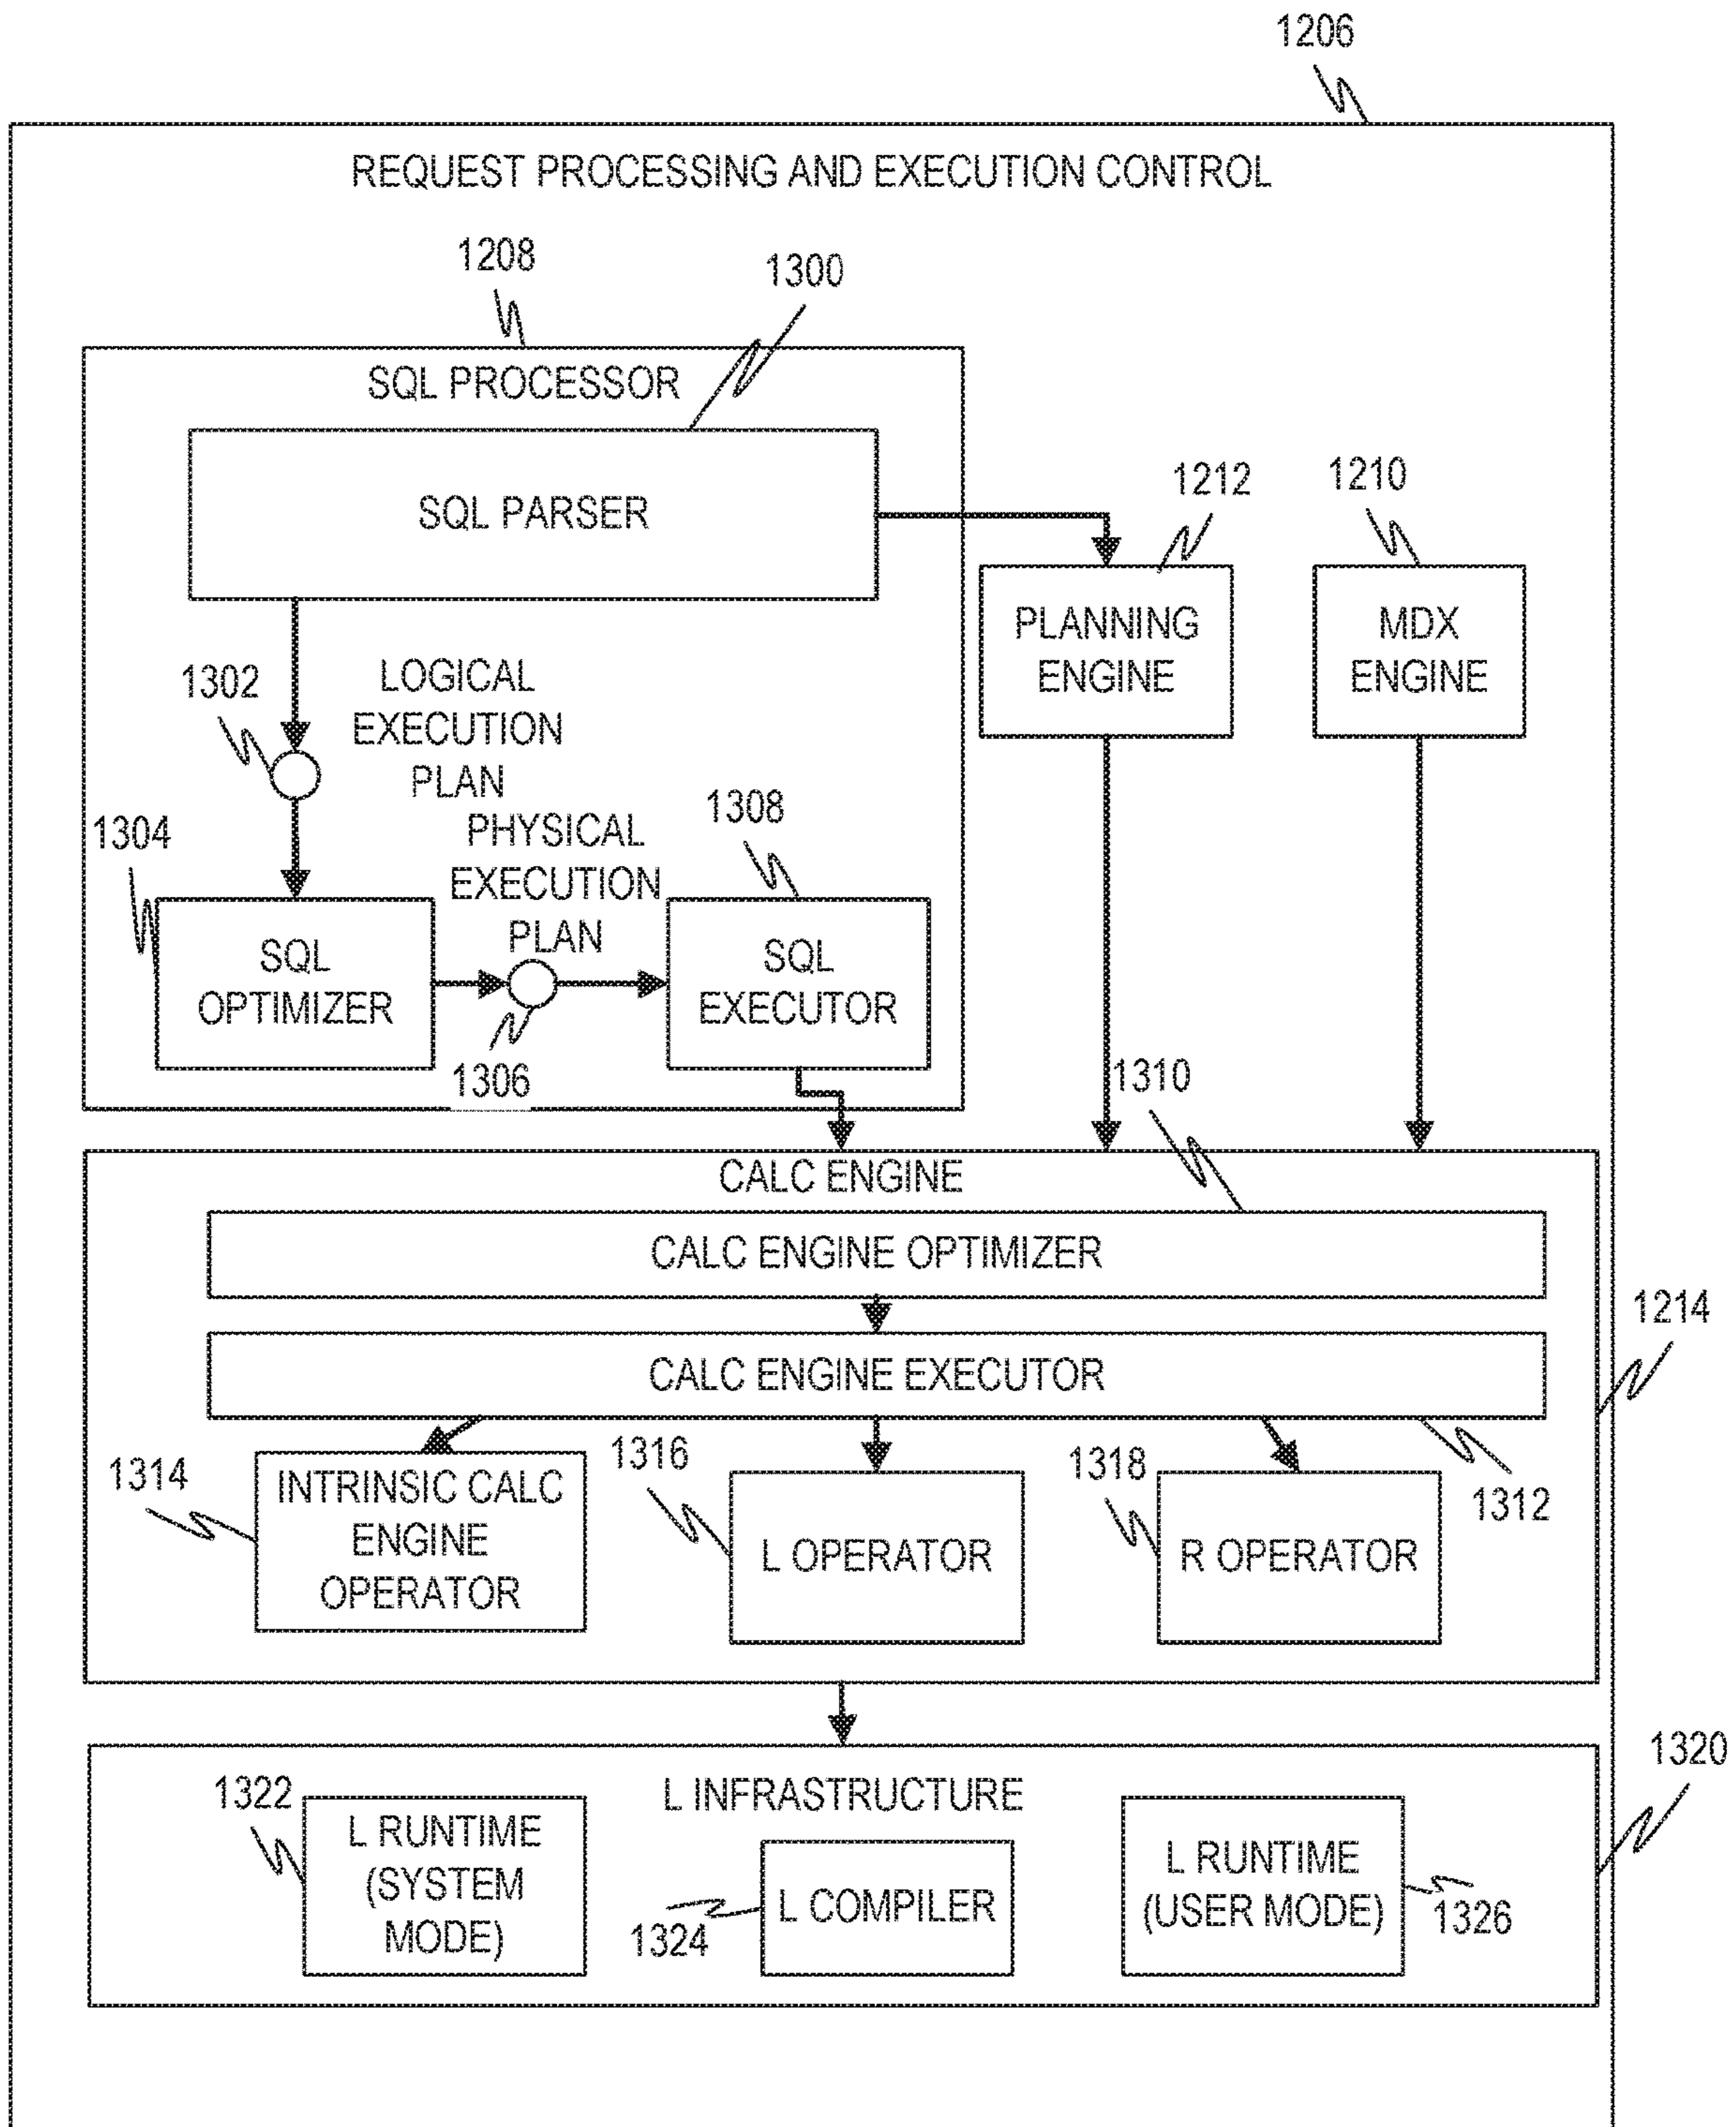 1206
REQUEST PROCESSING AND EXECUTION CONTROL
1208
1300
SQL PROCESSOR
SQL PARSER
1212
1210
PLANNING
ENGINE
MDX
ENGINE
1302
LOGICAL
EXECUTION
PLAN
1304
PHYSICAL
EXECUTION
PLAN
1308
SQL
OPTIMIZER
SQL
EXECUTOR
1306
1310
CALC ENGINE
CALC ENGINE OPTIMIZER
1214
CALC ENGINE EXECUTOR
1314
INTRINSIC CALC
ENGINE
OPERATOR
1316
L OPERATOR
1318
R OPERATOR
1312
1320
L INFRASTRUCTURE
1322
L RUNTIME
(SYSTEM
MODE)
1324
L COMPILER
L RUNTIME
(USER MODE)
1326